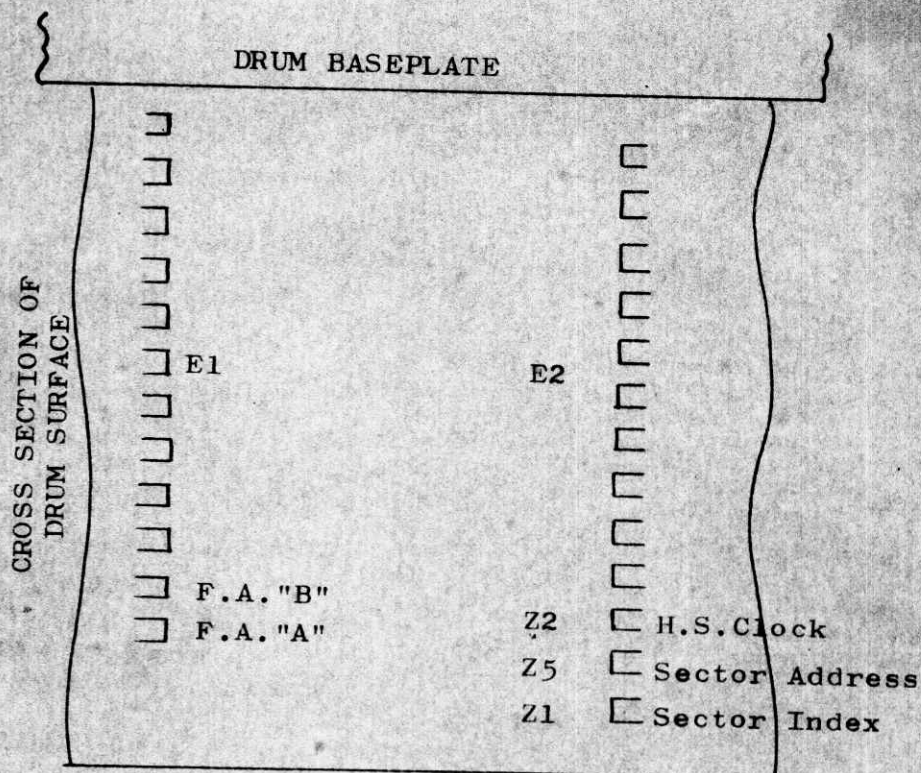 DRUM BASEPLATE
CROSS SECTION OF
DRUM SURFACE
E1
E2
F.A."B"
F.A."A"
Z2 H.S.Clock
Z5 Sector Address
Z1 Sector Index